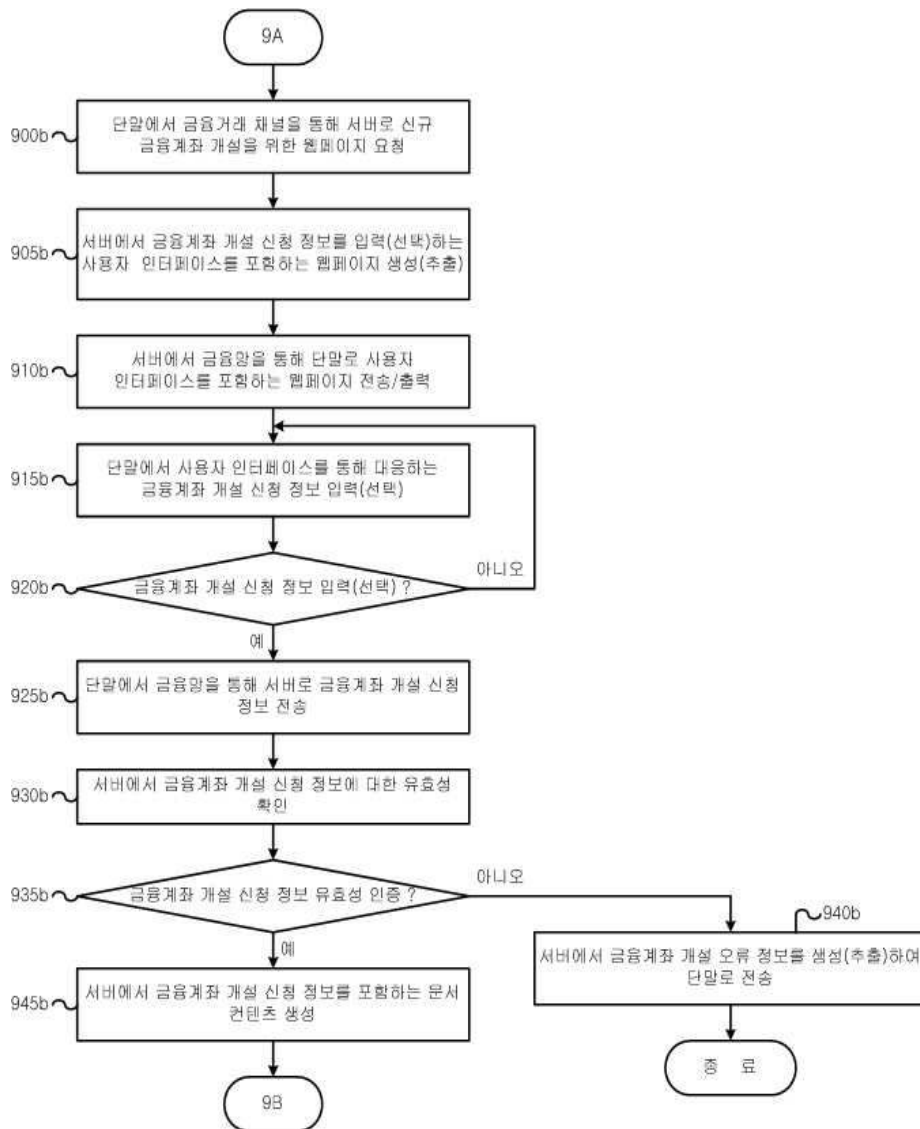 9A
900b
단말에서 금융거래 채널을 통해 서버로 신규
금융계좌 개설을 위한 웹페이지 요청
905b
서버에서 금융계좌 개설 신청 정보를 입력(선택)하는
사용자 인터페이스를 포함하는 웹페이지 생성(추출)
910b
서버에서 금융망을 통해 단말로 사용자
인터페이스를 포함하는 웹페이지 전송/출력
915b
단말에서 사용자 인터페이스를 통해 대응하는
금융계좌 개설 신청 정보 입력(선택)
920b
금융계좌 개설 신청 정보 입력(선택) ?
아니오
예
925b
단말에서 금융망을 통해 서버로 금융계좌 개설 신청
정보 전송
930b
서버에서 금융계좌 개설 신청 정보에 대한 유효성
확인
935b
금융계좌 개설 신청 정보 유효성 인증 ?
아니오
예
940b
서버에서 금융계좌 개설 오류 정보를 생성(추출)하여
단말로 전송
945b
서버에서 금융계좌 개설 신청 정보를 포함하는 문서
컨텐츠 생성
종 료
9B